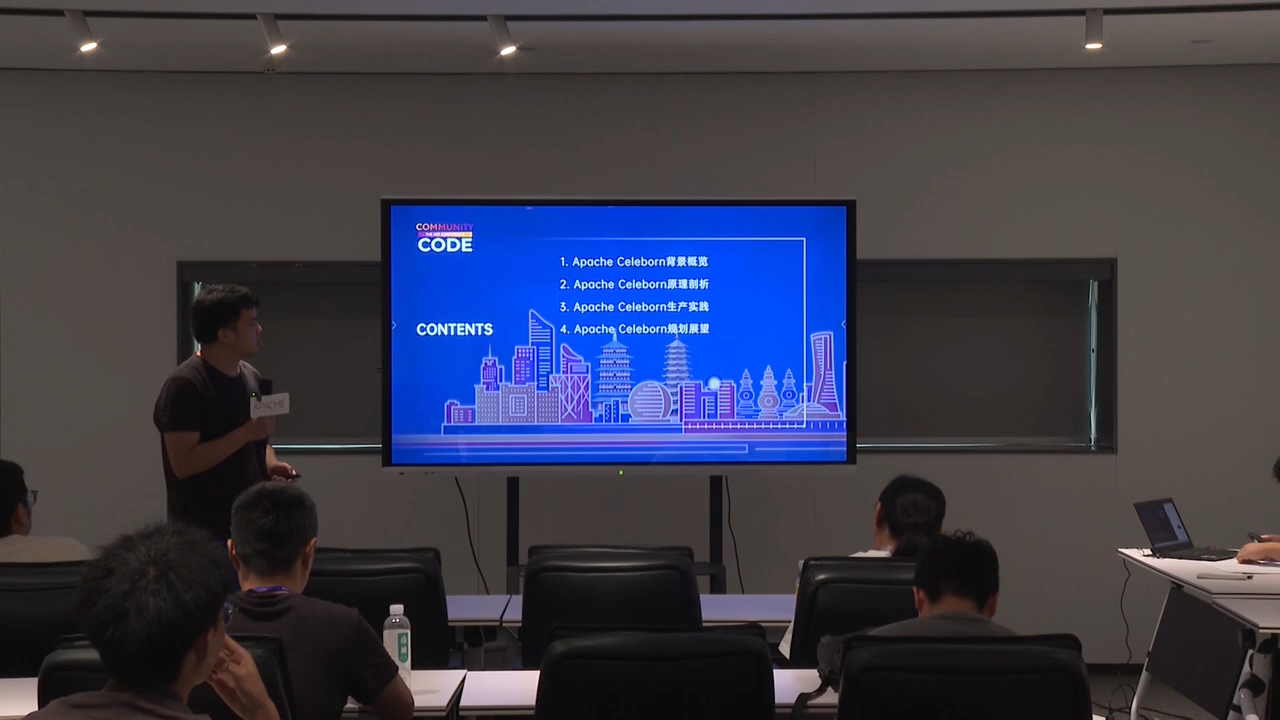 COMMUNITY
CODE
1. Apache Celeborn背景概览
2. Apache Celeborn原理剖析
3. Apache Celeborn生产实践
4. Apache Celeborn规划展望
CONTENTS
APACHE